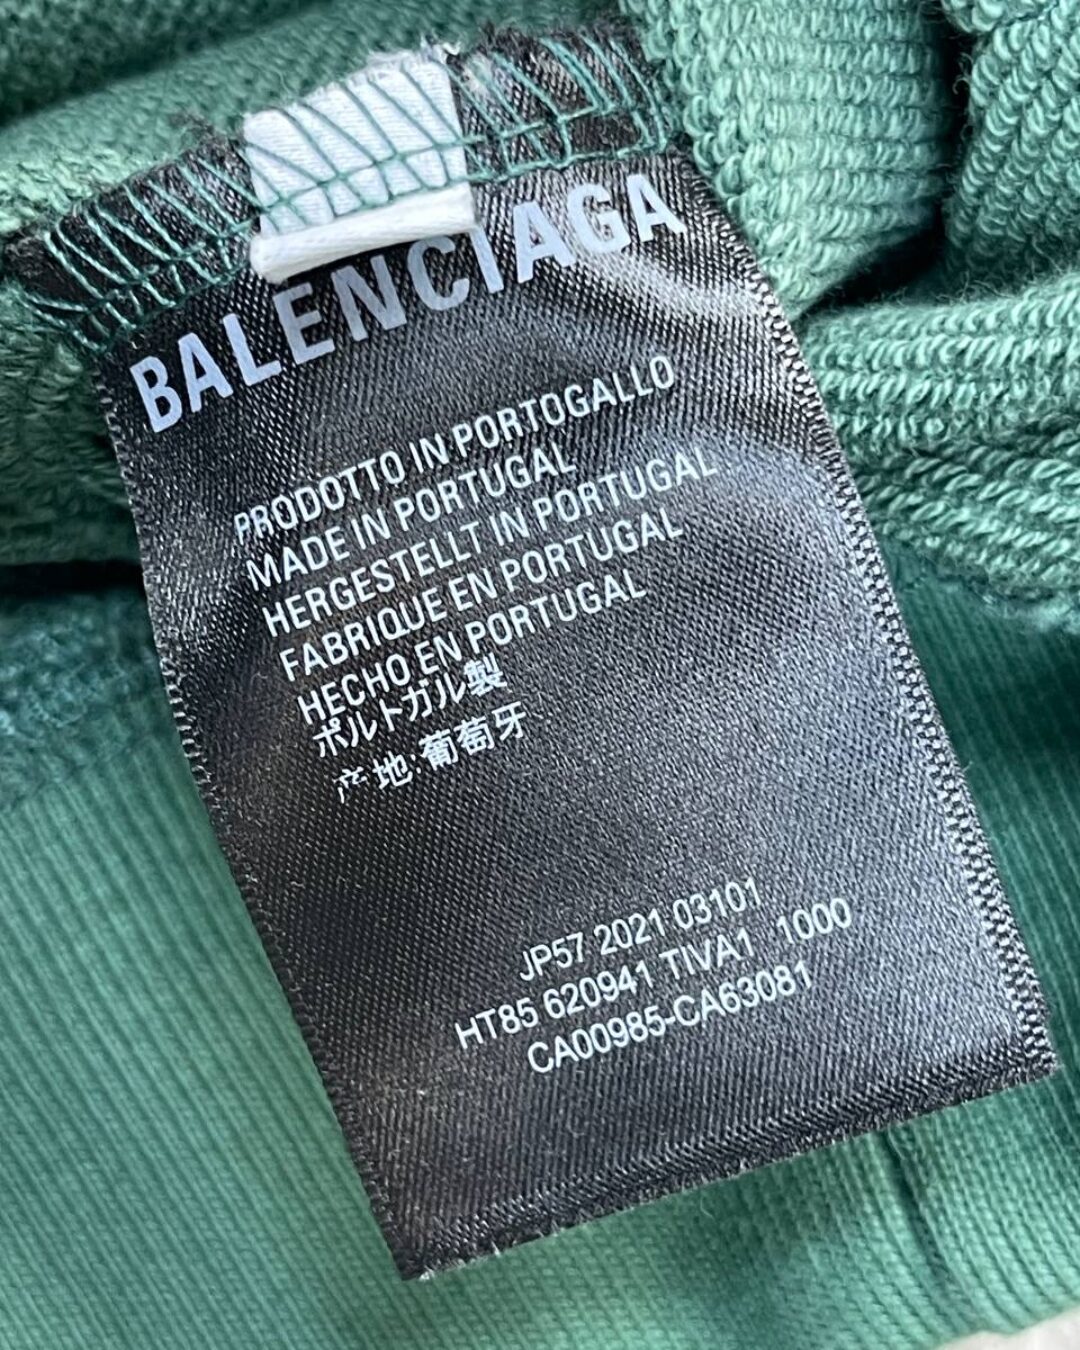 BALENCIAGA
PRODOTTO IN PORTOGALLO
MADE IN PORTUGAL
HERGESTELLT IN PORTUGAL
FABRIQUE EN PORTUGAL
HECHO EN PORTUGAL
ポルトガル製
产地:葡萄牙
JP57 2021 03101
HT85 620941 TIVA1 1000
CA00985-CA63081